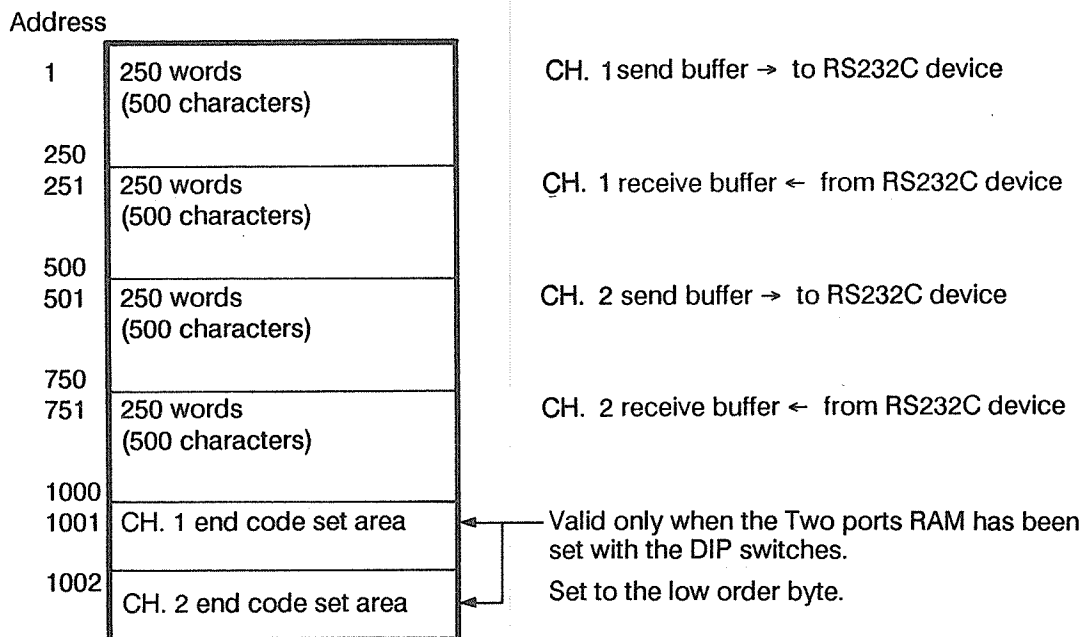 Address
1 250 words CH. 1 send buffer → to RS232C device
(500 characters)
250
251 250 words CH. 1 receive buffer ← from RS232C device
(500 characters)
500
501 250 words CH. 2 send buffer → to RS232C device
(500 characters)
750
751 250 words CH. 2 receive buffer ← from RS232C device
(500 characters)
1000
1001 CH. 1 end code set area Valid only when the Two ports RAM has been
set with the DIP switches.
1002 Set to the low order byte.
CH. 2 end code set area